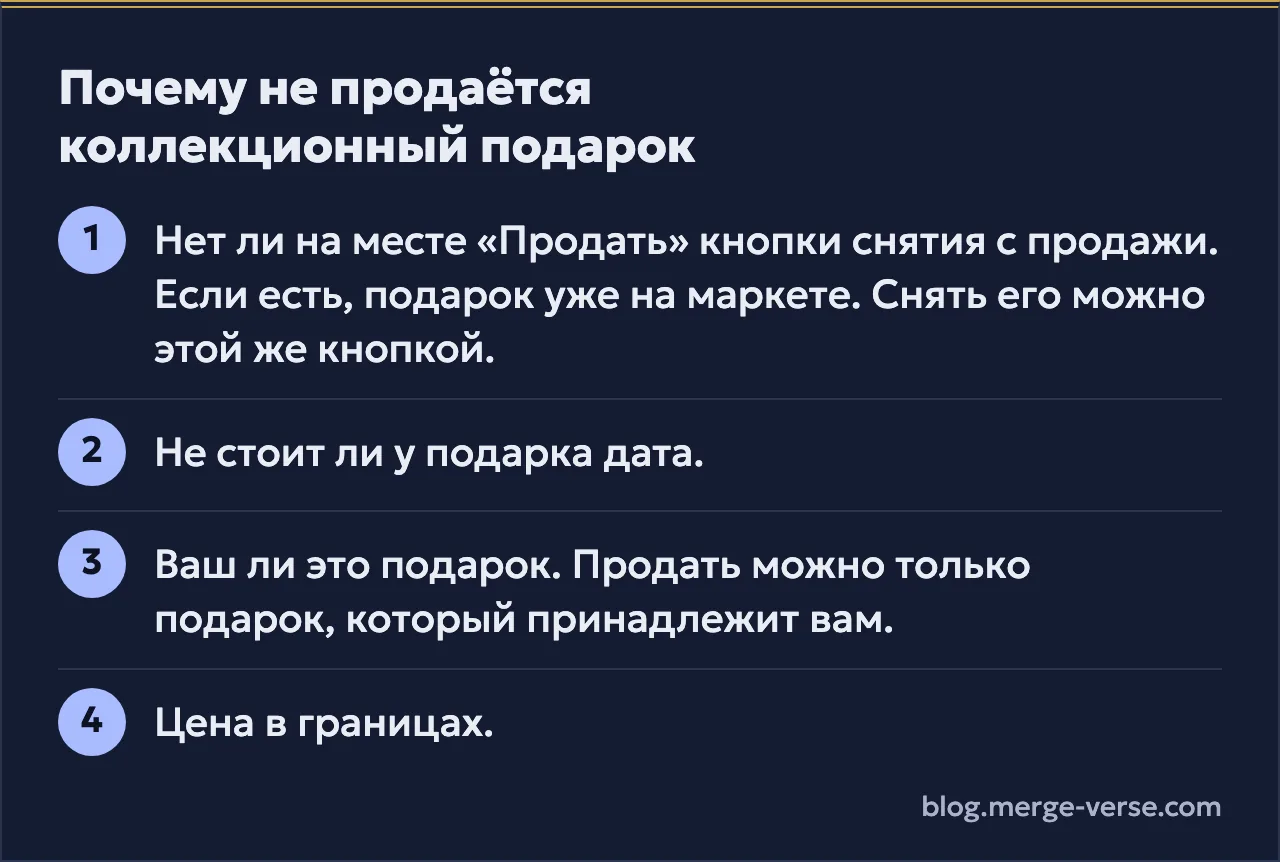 Почему не продаётся
коллекционный подарок
1
Нет ли на месте «Продать» кнопки снятия с продажи.
Если есть, подарок уже на маркете. Снять его можно
этой же кнопкой.
2
Не стоит ли у подарка дата.
3
Ваш ли это подарок. Продать можно только
подарок, который принадлежит вам.
4
Цена в границах.
blog.merge-verse.com